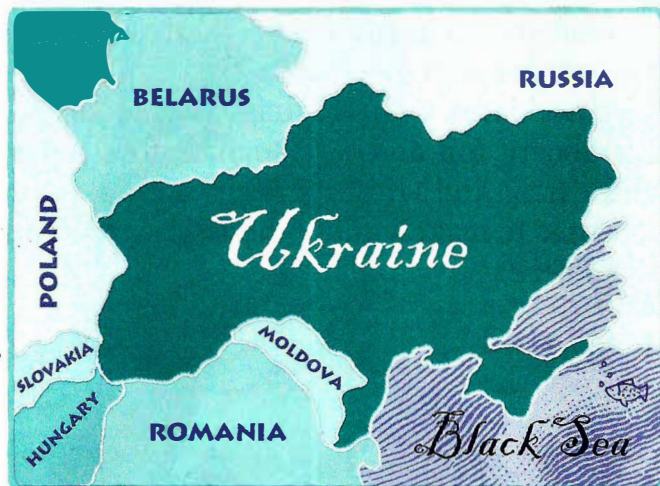 BELARUS
RUSSIA
POLAND
Ukraine
SLOVAKIA
MOLDOVA
HUNGARY
ROMANIA
Black Sea